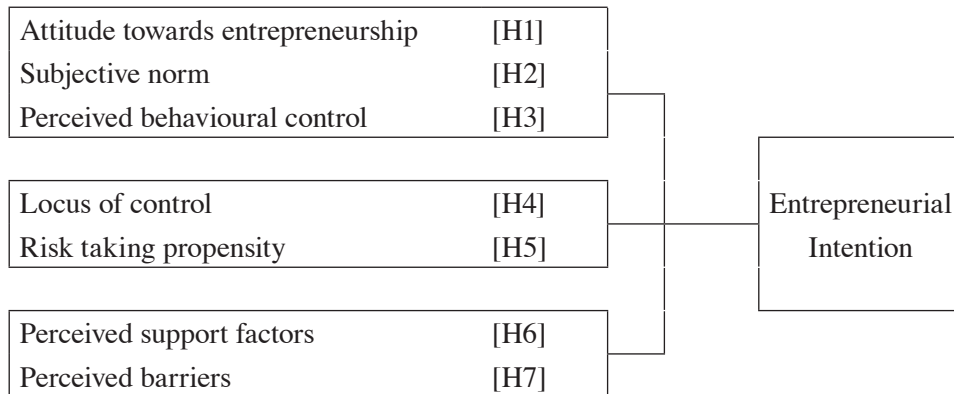 Attitude towards entrepreneurship [H1]
Subjective norm [H2]
Perceived behavioural control [H3]
Locus of control [H4]
Risk taking propensity [H5]
Perceived support factors [H6]
Perceived barriers [H7]
Entrepreneurial
Intention